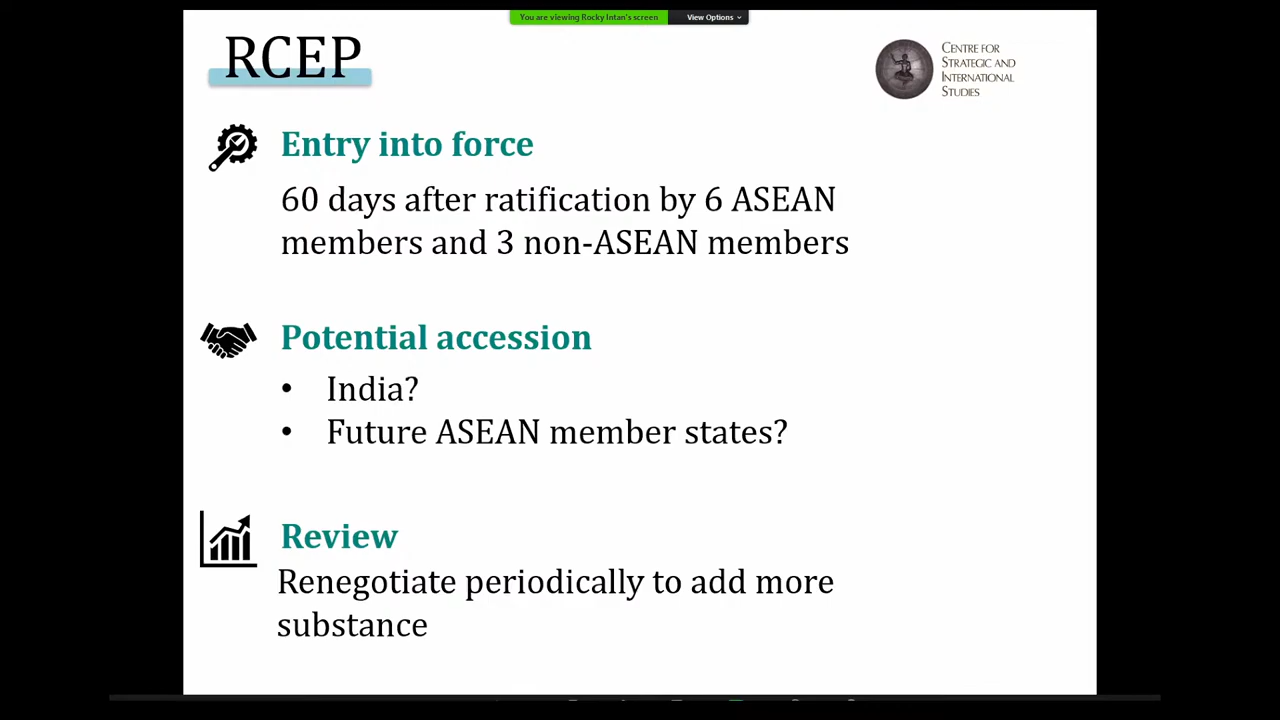 You are viewing Rocky Intan's screen
View Options
RCEP
CENTRE FOR
STRATEGIC AND
INTERNATIONAL
STUDIES
Entry into force
60 days after ratification by 6 ASEAN
members and 3 non-ASEAN members
Potential accession
• India?
• Future ASEAN member states?
Review
Renegotiate periodically to add more
substance